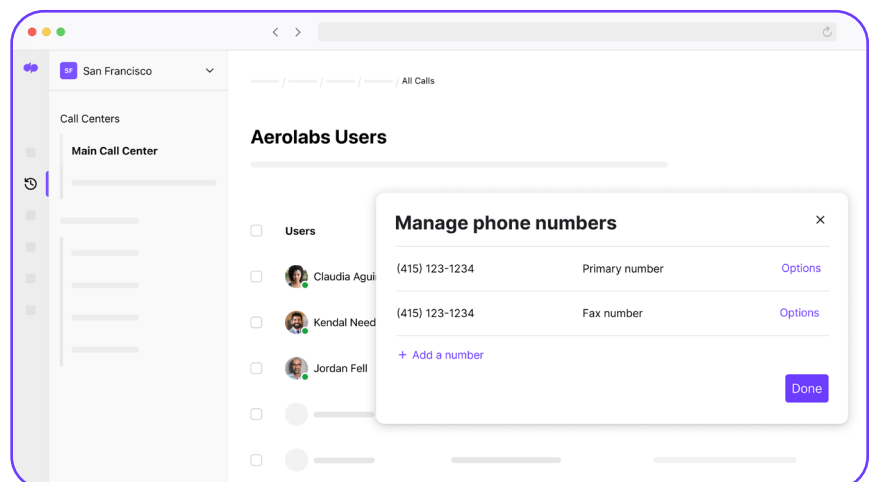 SF San Francisco
All Calls
Call Centers
Main Call Center
Aerolabs Users
Users
Claudia Agui
Kendal Need
Jordan Fell
Manage phone numbers
(415) 123-1234 Primary number Options
(415) 123-1234 Fax number Options
+ Add a number
Done